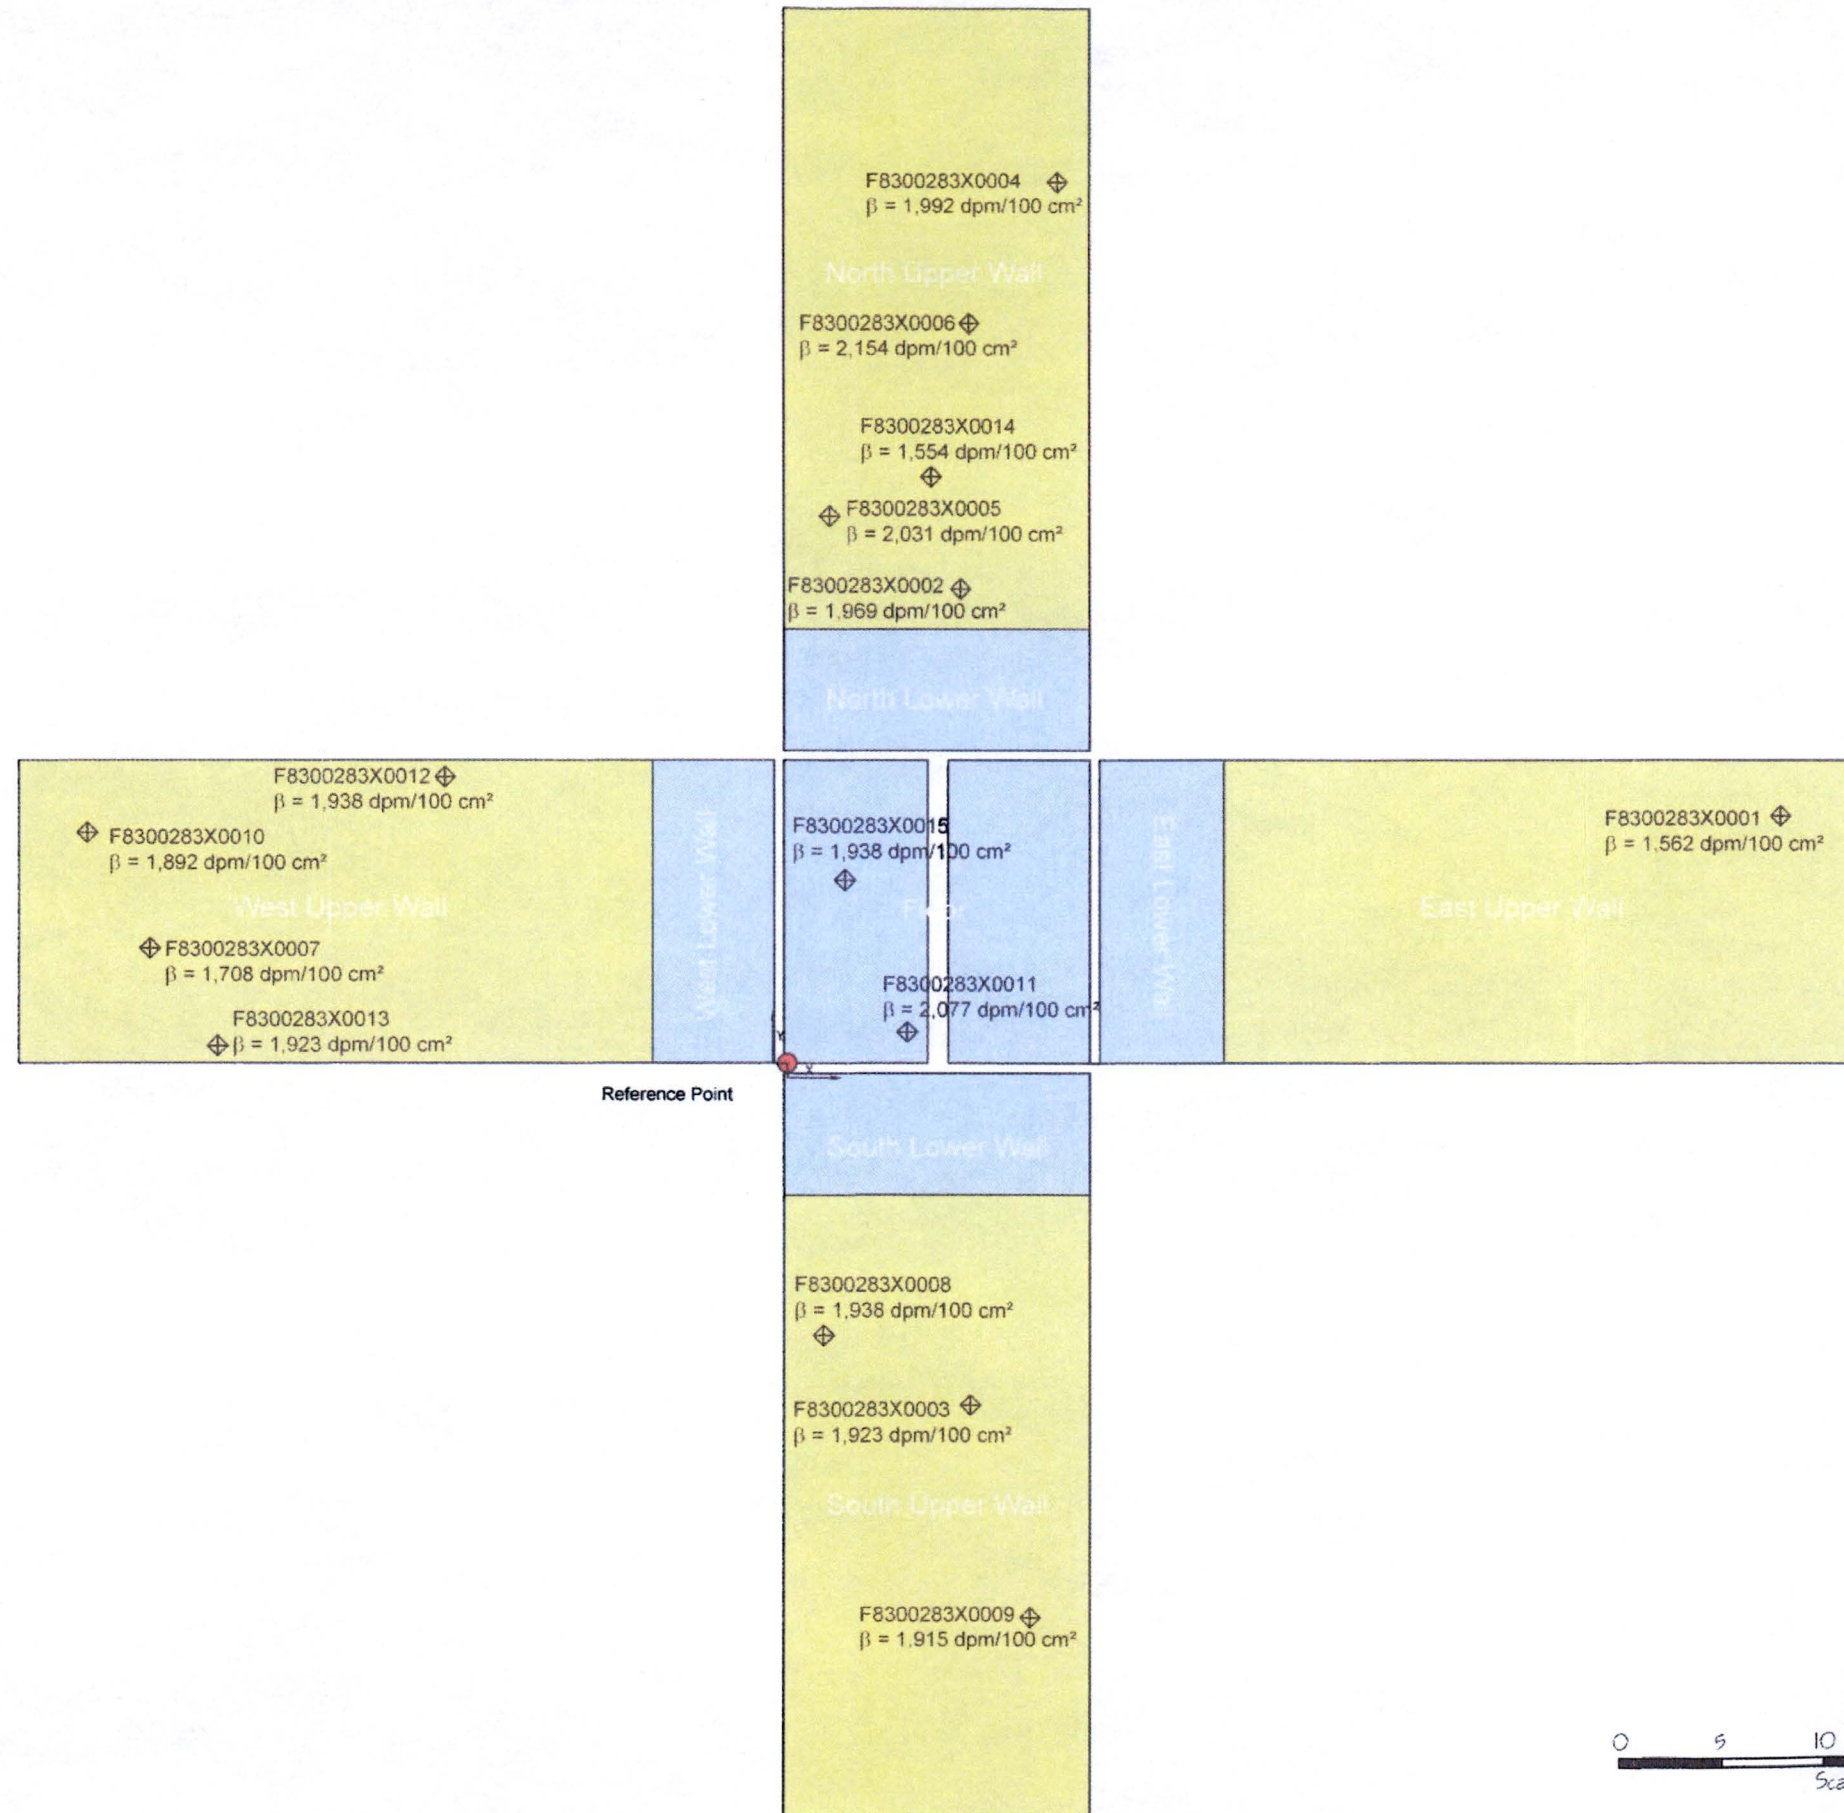 F8300283X0004
β = 1,992 dpm/100 cm²
North Upper Wall
F8300283X0006
β = 2,154 dpm/100 cm²
F8300283X0014
β = 1,554 dpm/100 cm²
F8300283X0005
β = 2,031 dpm/100 cm²
F8300283X0002
β = 1,969 dpm/100 cm²
North Lower Wall
F8300283X0012
β = 1,938 dpm/100 cm²
F8300283X0010
β = 1,892 dpm/100 cm²
West Upper Wall
F8300283X0007
β = 1,708 dpm/100 cm²
F8300283X0013
β = 1,923 dpm/100 cm²
West Lower Wall
F8300283X0015
β = 1,938 dpm/100 cm²
Floor
F8300283X0011
β = 2,077 dpm/100 cm²
Y
X
Reference Point
East Lower Wall
F8300283X0001
β = 1,562 dpm/100 cm²
East Upper Wall
South Lower Wall
F8300283X0008
β = 1,938 dpm/100 cm²
F8300283X0003
β = 1,923 dpm/100 cm²
South Upper Wall
F8300283X0009
β = 1,915 dpm/100 cm²
0 5 10
Sca